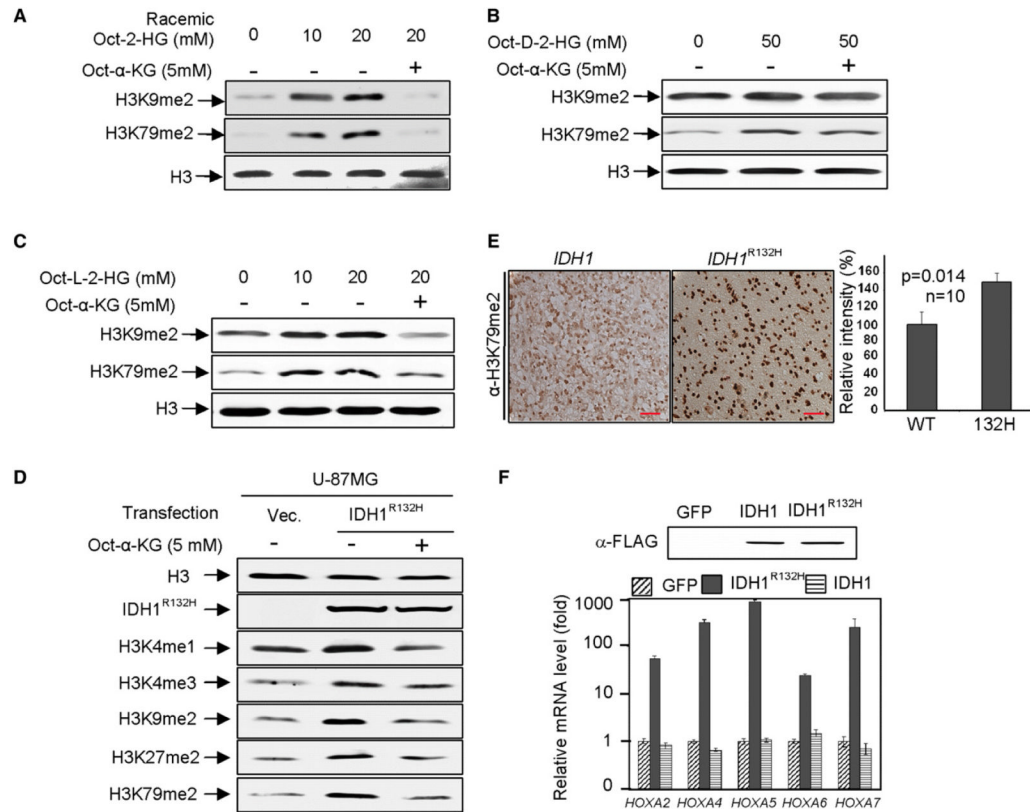 A
Racemic
Oct-2-HG (mM) 0 10 20 20
Oct-α-KG (5mM) - - - +
H3K9me2
H3K79me2
H3
B
Oct-D-2-HG (mM) 0 50 50
Oct-α-KG (5mM) - - +
H3K9me2
H3K79me2
H3
C
Oct-L-2-HG (mM) 0 10 20 20
Oct-α-KG (5mM) - - - +
H3K9me2
H3K79me2
H3
E
IDH1 IDH1R132H
α-H3K79me2
Relative intensity (%)
160
140
120
100
80
60
40
20
0
p=0.014
n=10
WT 132H
D
U-87MG
Transfection Vec. IDH1R132H
Oct-α-KG (5 mM) - - +
H3
IDH1R132H
H3K4me1
H3K4me3
H3K9me2
H3K27me2
H3K79me2
F
GFP IDH1 IDH1R132H
α-FLAG
GFP IDH1R132H IDH1
Relative mRNA level (fold)
1000
100
10
1
0
HOXA2 HOXA4 HOXA5 HOXA6 HOXA7